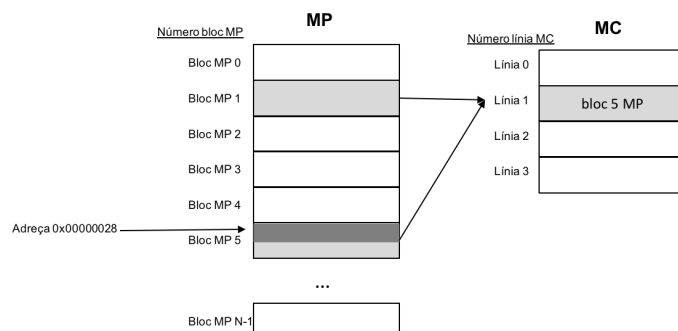 MP
Número bloc MP
Bloc MP 0
Bloc MP 1
Bloc MP 2
Bloc MP 3
Bloc MP 4
Bloc MP 5
Adreça 0x00000028
...
Bloc MP N-1
MC
Número línia MC
Línia 0
Línia 1
bloc 5 MP
Línia 2
Línia 3